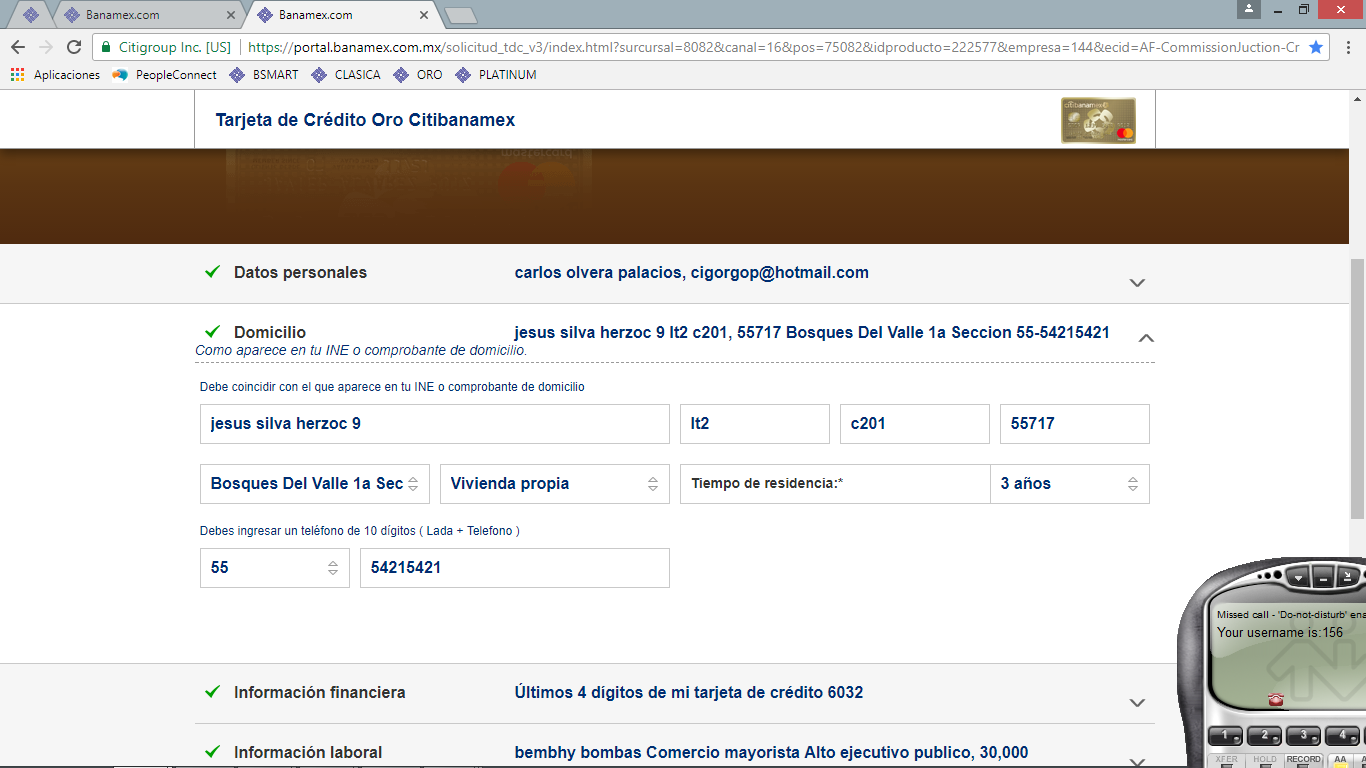 Banamex.com
Banamex.com
Citigroup Inc. [US]
https://portal.banamex.com.mx/solicitud_tdc_v3/index.html?surcursal=8082&canal=16&pos=75082&idproducto=222577&empresa=144&ecid=AF-CommissionJuction-Cr
Aplicaciones PeopleConnect BSMART CLASICA ORO PLATINUM
Tarjeta de Crédito Oro Citibanamex
citibanamex
mastercard
Datos personales carlos olvera palacios, cigorgop@hotmail.com
Domicilio jesus silva herzoc 9 lt2 c201, 55717 Bosques Del Valle 1a Seccion 55-54215421
Como aparece en tu INE o comprobante de domicilio.
Debe coincidir con el que aparece en tu INE o comprobante de domicilio
jesus silva herzoc 9 lt2 c201 55717
Bosques Del Valle 1a Sec Vivienda propia Tiempo de residencia:* 3 años
Debes ingresar un teléfono de 10 dígitos ( Lada + Telefono )
55 54215421
Missed call - 'Do-not-disturb' ena
Your username is:156
Información financiera Últimos 4 dígitos de mi tarjeta de crédito 6032
1 2 3 4
Información laboral bembhy bombas Comercio mayorista Alto ejecutivo publico, 30,000
XFER HOLD RECORD AA